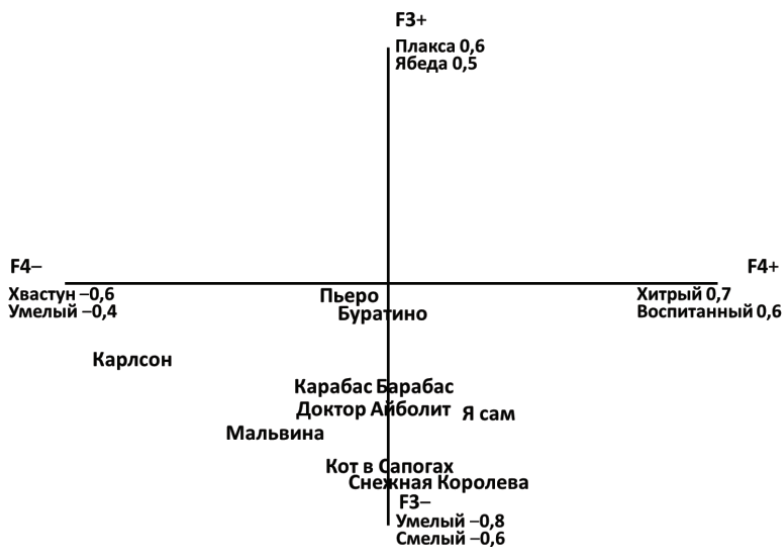 F3+
Плакса 0,6
Ябеда 0,5
F4–
F4+
Хвастун –0,6
Умелый –0,4
Пьеро
Хитрый 0,7
Воспитанный 0,6
Буратино
Карлсон
Карабас Барабас
Доктор Айболит
Я сам
Мальвина
Кот в Сапогах
Снежная Королева
F3–
Умелый –0,8
Смелый –0,6